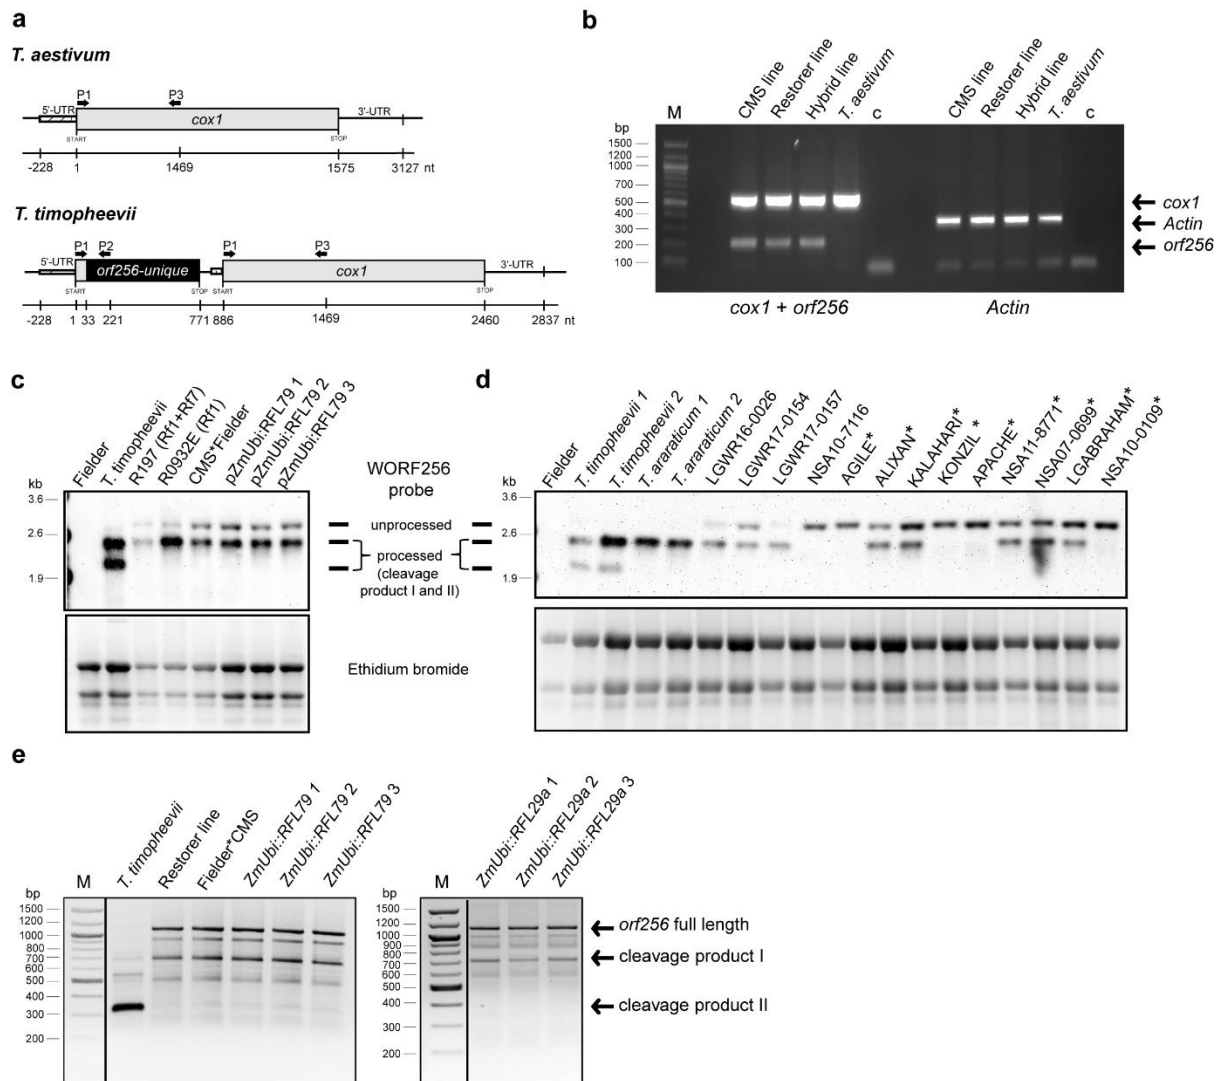 a
T. aestivum
P1 P3
5'-UTR cox1 3'-UTR
START STOP
-228 1 1469 1575 3127 nt
T. timopheevii
P1 P2 P1 P3
5'-UTR orf256-unique cox1 3'-UTR
START STOP START STOP
-228 1 33 221 771 886 1469 2460 2837 nt
b
CMS line
Restorer line
Hybrid line
T. aestivum
c
CMS line
Restorer line
Hybrid line
T. aestivum
c
M
bp
1500
1200
1000
700
500
400
300
200
100
cox1
Actin
orf256
cox1 + orf256 Actin
c
Fielder
T. timopheevii
R197 (Rf1+Rf7)
R0932E (Rf1)
CMS*Fielder
pZmUbi::RFL79 1
pZmUbi::RFL79 2
pZmUbi::RFL79 3
kb
3.6
2.6
1.9
WORF256
probe
unprocessed
processed
(cleavage
product I and II)
Ethidium bromide
d
Fielder
T. timopheevii 1
T. timopheevii 2
T. araraticum 1
T. araraticum 2
LGWR16-0026
LGWR17-0154
LGWR17-0157
NSA10-7116
AGILE*
ALIXAN*
KALAHARI*
KONZIL*
APACHE*
NSA11-8771*
NSA07-0699*
LGABRAHAM*
NSA10-0109*
kb
3.6
2.6
1.9
e
T. timopheevii
Restorer line
Fielder*CMS
ZmUbi::RFL79 1
ZmUbi::RFL79 2
ZmUbi::RFL79 3
M
bp
1500
1200
1000
900
800
700
600
500
400
300
200
ZmUbi::RFL29a 1
ZmUbi::RFL29a 2
ZmUbi::RFL29a 3
M
bp
1500
1200
1000
900
800
700
600
500
400
300
200
orf256 full length
cleavage product I
cleavage product II